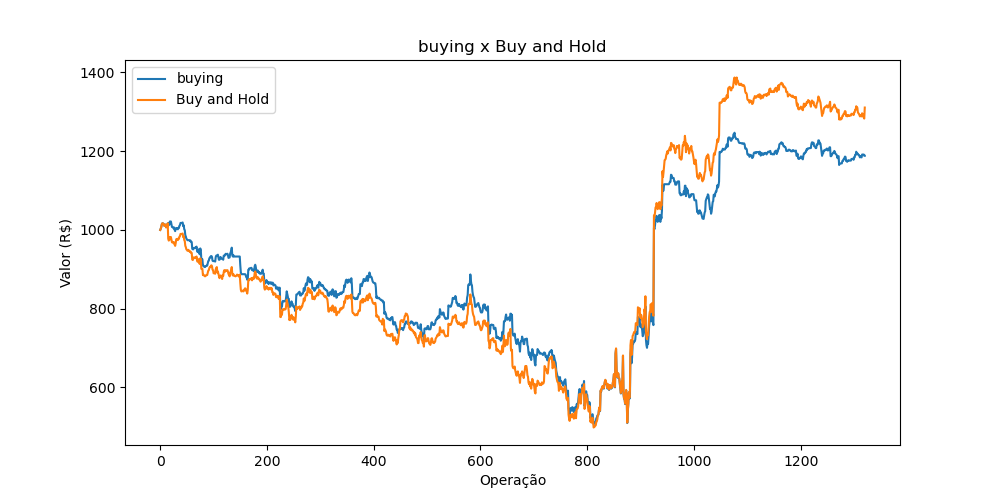 buying x Buy and Hold
buying
Buy and Hold
1400
1200
1000
800
600
Valor (R$)
0 200 400 600 800 1000 1200
Operação